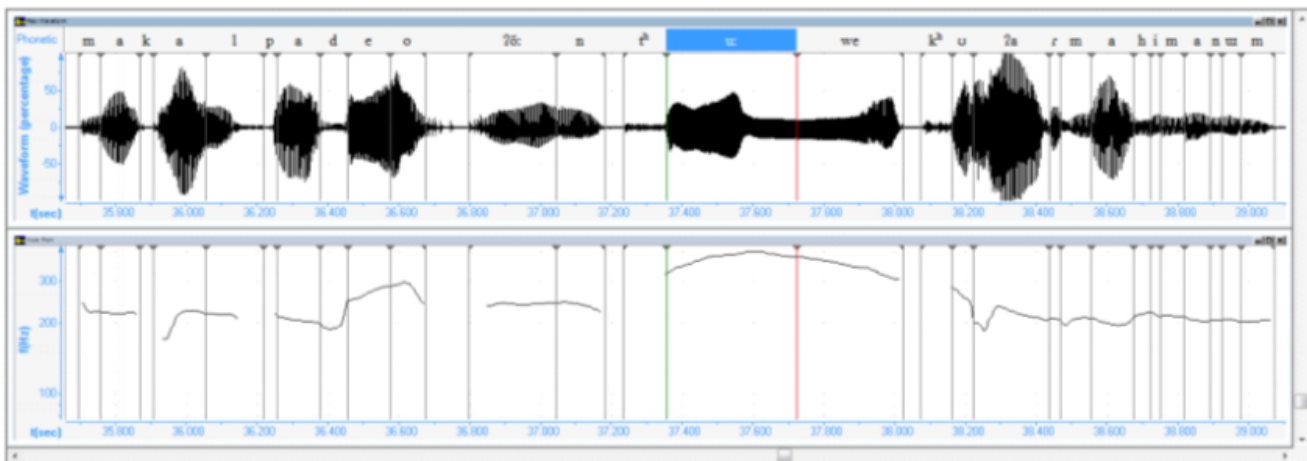 Phonetic m a k a l p a d e o ʔõː n tʰ ɯː we kʰ ʊ ʔa ɾ m a h i m a n ɯ m
Waveform (percentage)
50
0
-50
t(sec) 35.800 36.000 36.200 36.400 36.600 36.800 37.000 37.200 37.400 37.600 37.800 38.000 38.200 38.400 38.600 38.800 39.000
f(Hz)
300
200
100
t(sec) 35.800 36.000 36.200 36.400 36.600 36.800 37.000 37.200 37.400 37.600 37.800 38.000 38.200 38.400 38.600 38.800 39.000